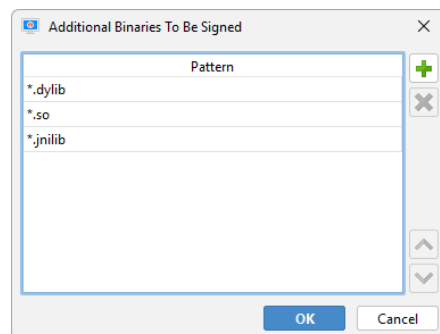 Additional Binaries To Be Signed
Pattern
*.dylib
*.so
*.jnilib
OK
Cancel